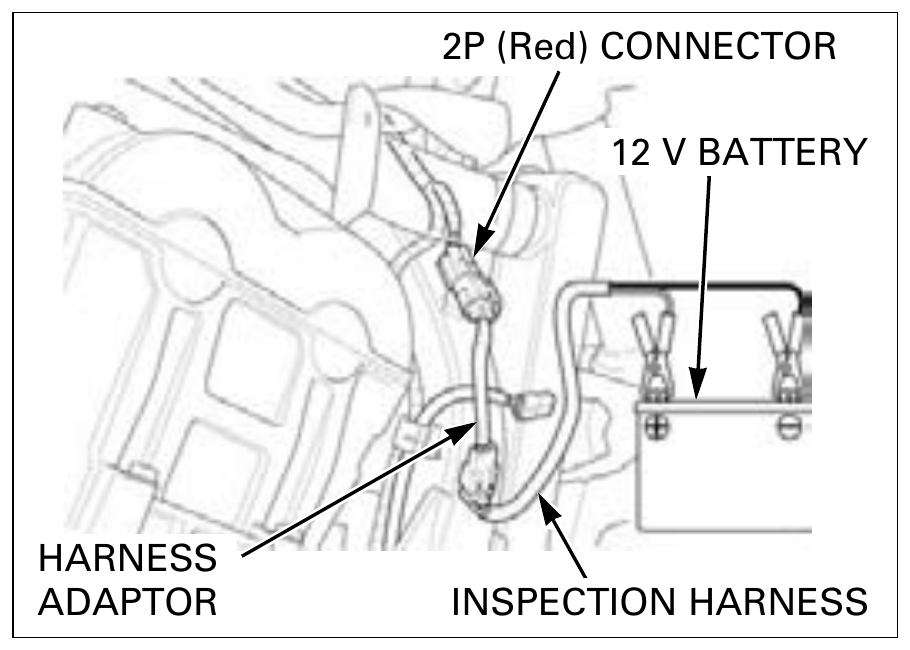 2P (Red) CONNECTOR
12 V BATTERY
HARNESS
ADAPTOR
INSPECTION HARNESS